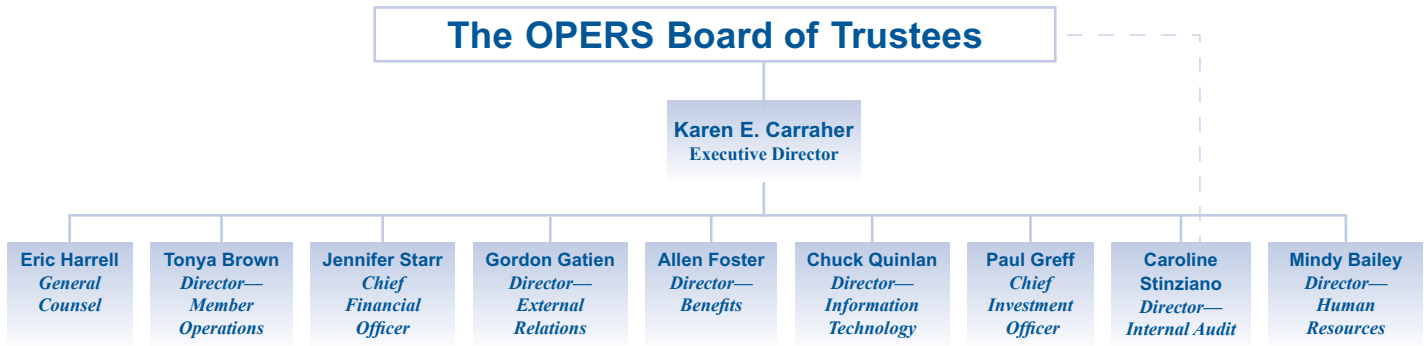 The OPERS Board of Trustees
Karen E. Carraher
Executive Director
Eric Harrell
General
Counsel
Tonya Brown
Director—
Member
Operations
Jennifer Starr
Chief
Financial
Officer
Gordon Gatien
Director—
External
Relations
Allen Foster
Director—
Benefits
Chuck Quinlan
Director—
Information
Technology
Paul Greff
Chief
Investment
Officer
Caroline
Stinziano
Director—
Internal Audit
Mindy Bailey
Director—
Human
Resources